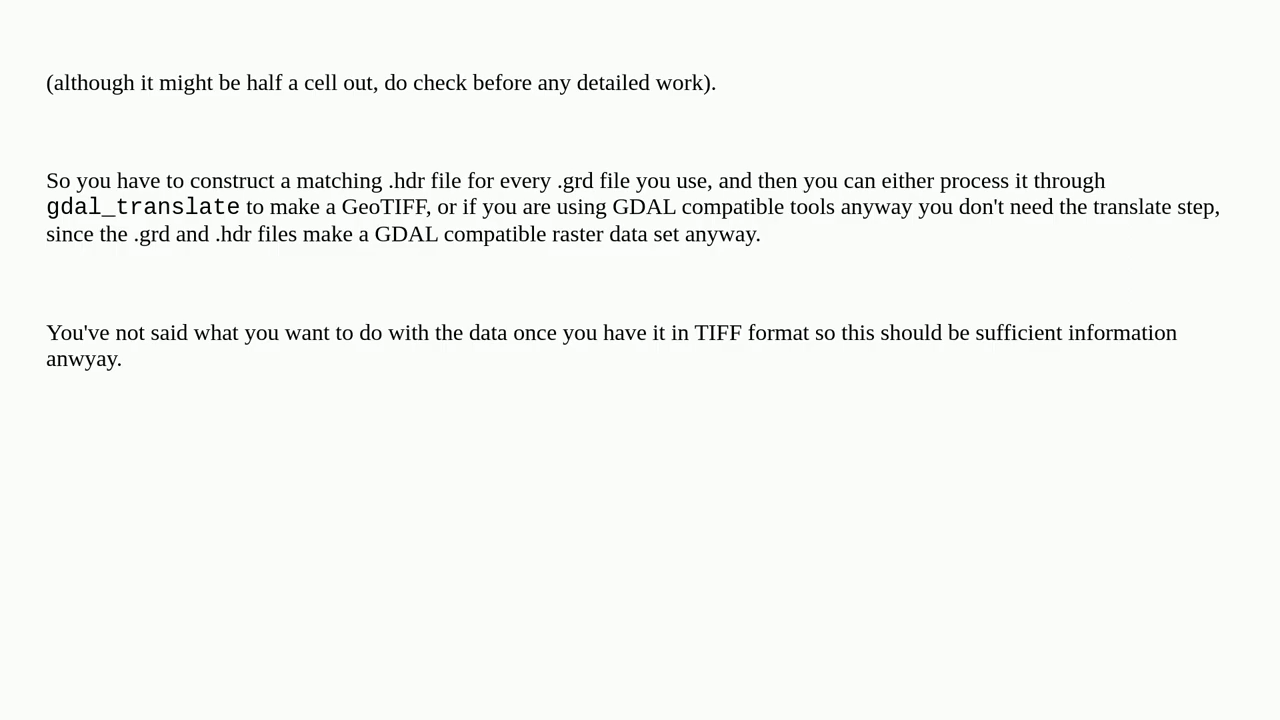 (although it might be half a cell out, do check before any detailed work).
So you have to construct a matching .hdr file for every .grd file you use, and then you can either process it through
gdal_translate to make a GeoTIFF, or if you are using GDAL compatible tools anyway you don't need the translate step,
since the .grd and .hdr files make a GDAL compatible raster data set anyway.
You've not said what you want to do with the data once you have it in TIFF format so this should be sufficient information
anwyay.